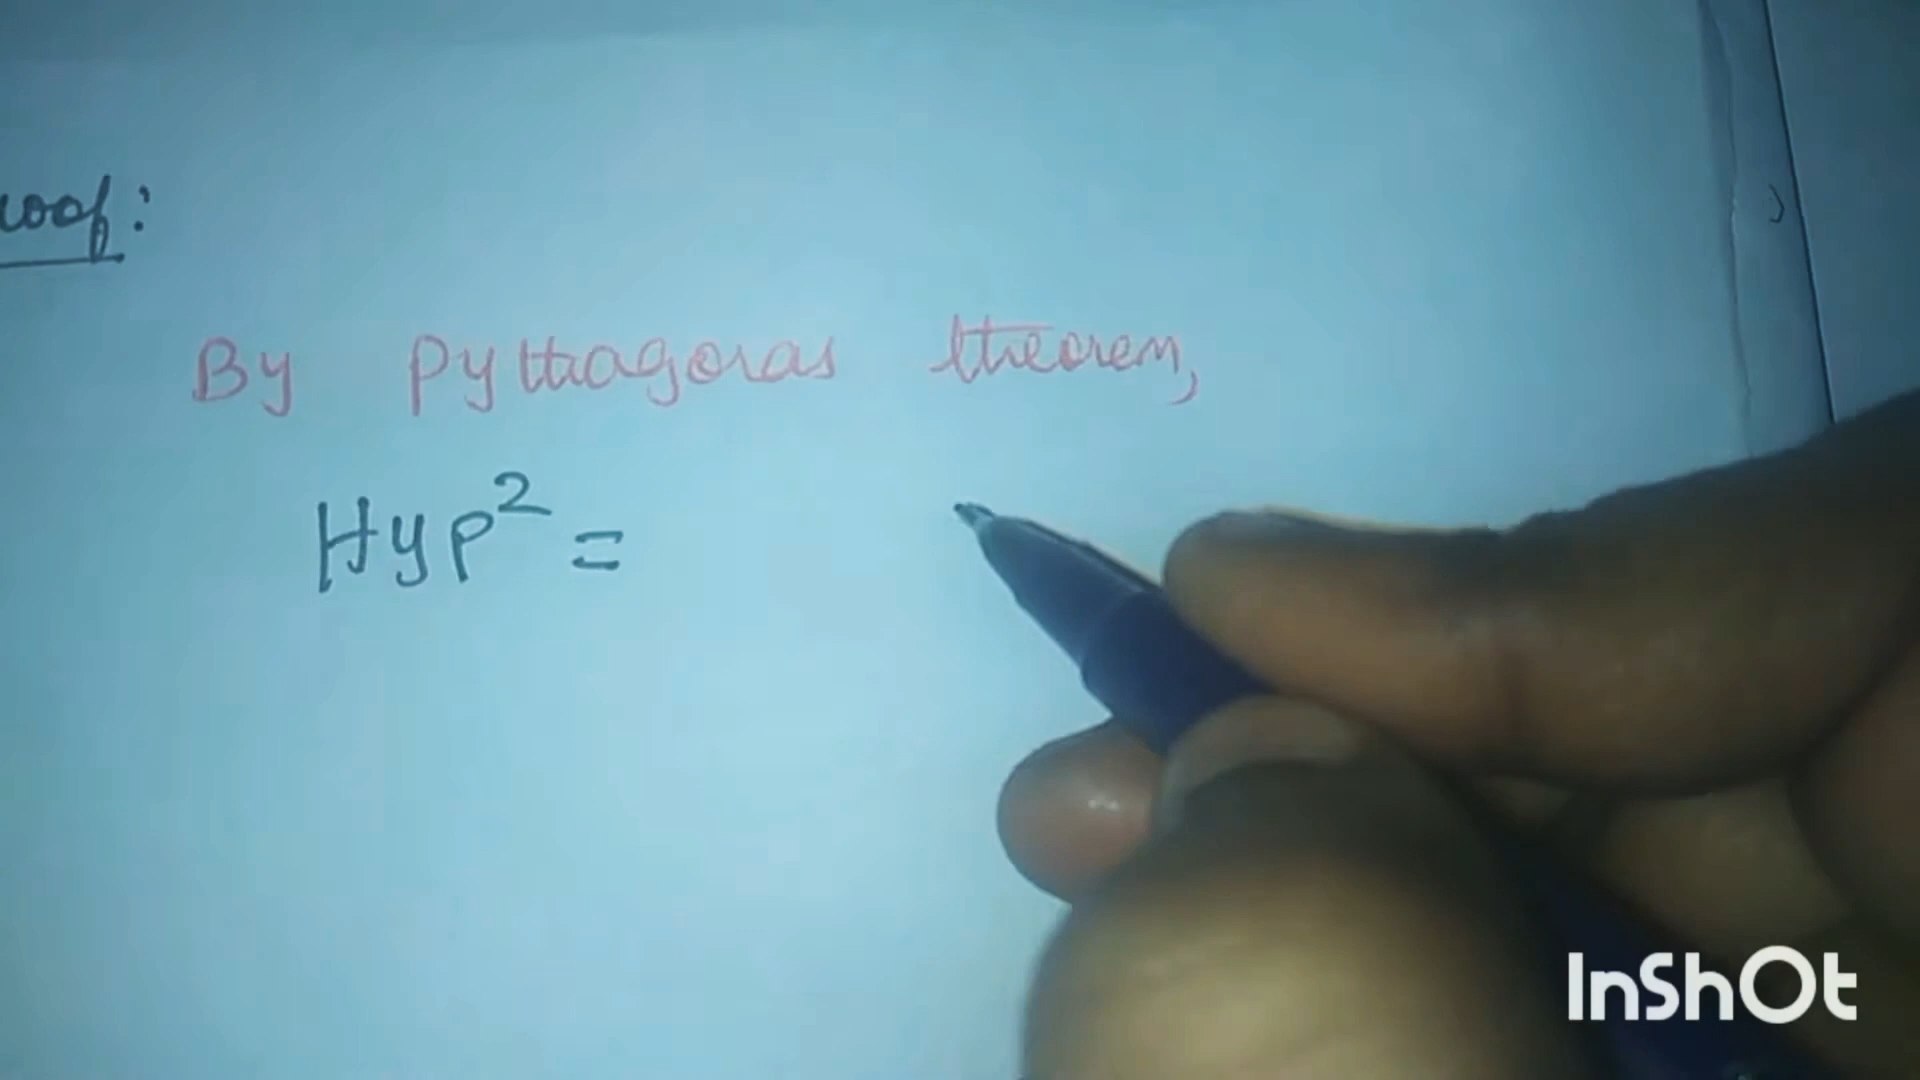 roof:
By Pythagoras theorem,
Hyp² =
InShOt